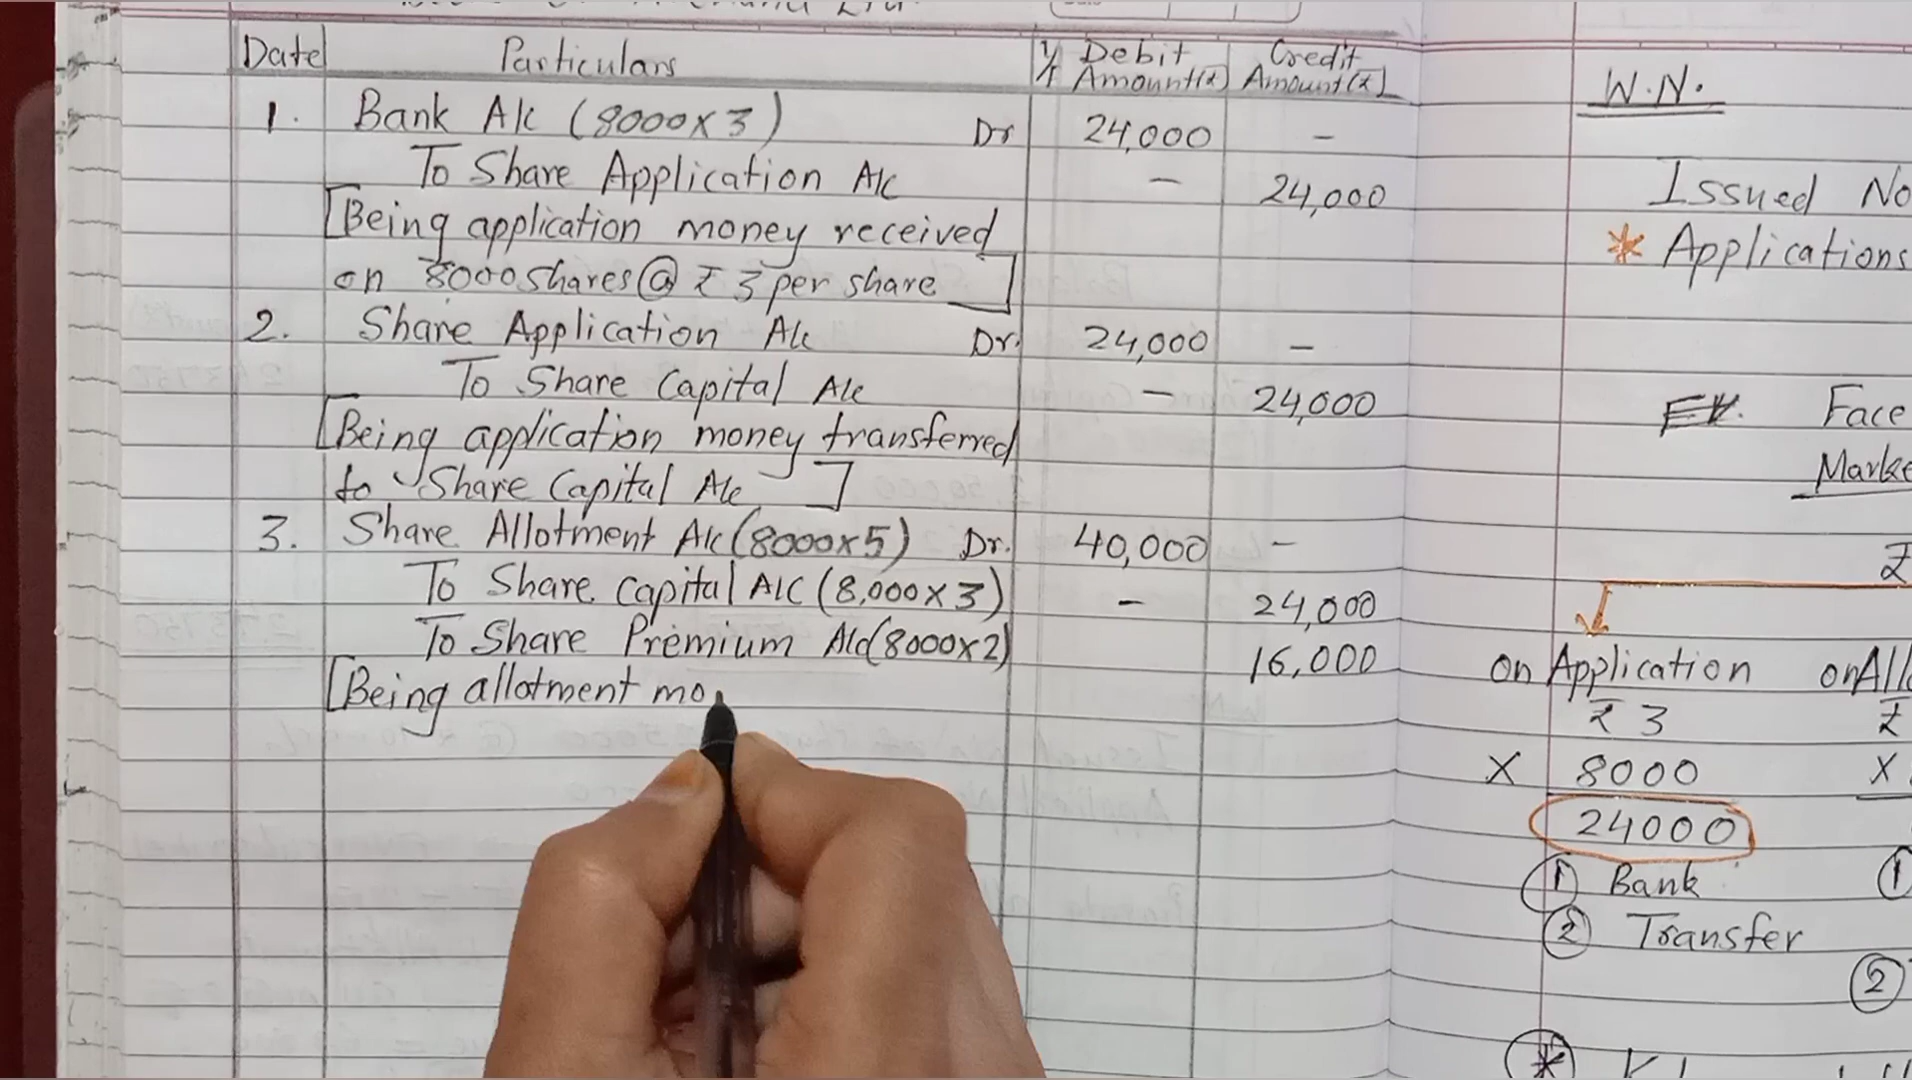 Date Particulars Debit Amount(₹) Credit Amount(₹)
1. Bank A/c (8000x3) Dr 24,000 -
To Share Application A/c - 24,000
[Being application money received
on 8000 shares @ ₹ 3 per share]
2. Share Application A/c Dr. 24,000 -
To Share Capital A/c - 24,000
[Being application money transferred
to Share Capital A/c]
3. Share Allotment A/c (8000x5) Dr. 40,000 -
To Share Capital A/C (8,000x3) - 24,000
To Share Premium A/c (8000x2) 16,000
[Being allotment mo
W.N.
Issued No
* Applications
Face
Marke
₹
on Application on All
₹ 3 ₹
X 8000 X
24000
① Bank ①
② Transfer
②
*